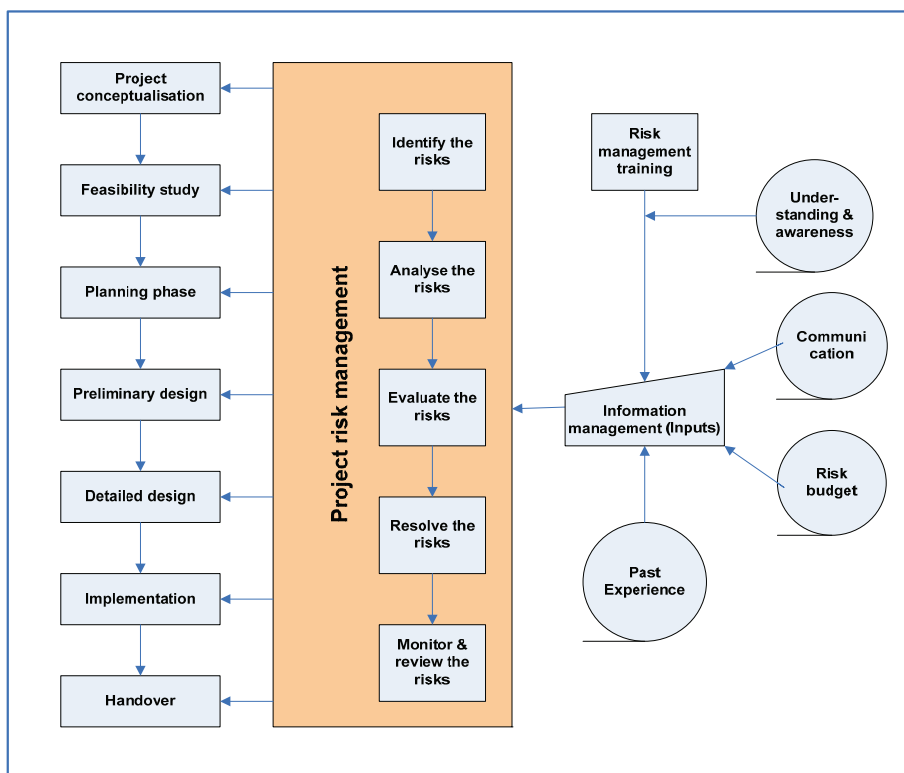 Project
conceptualisation
Feasibility study
Planning phase
Preliminary design
Detailed design
Implementation
Handover
Project risk management
Identify the
risks
Analyse the
risks
Evaluate the
risks
Resolve the
risks
Monitor &
review the
risks
Risk
management
training
Under-
standing &
awareness
Communi
cation
Information
management (Inputs)
Risk
budget
Past
Experience